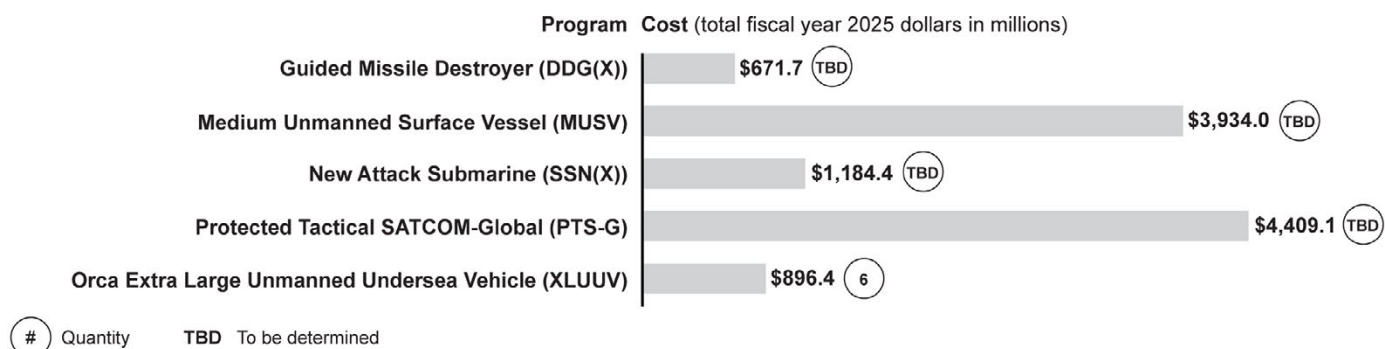 Program Cost (total fiscal year 2025 dollars in millions)
Guided Missile Destroyer (DDG(X)) $671.7 TBD
Medium Unmanned Surface Vessel (MUSV) $3,934.0 TBD
New Attack Submarine (SSN(X)) $1,184.4 TBD
Protected Tactical SATCOM-Global (PTS-G) $4,409.1 TBD
Orca Extra Large Unmanned Undersea Vehicle (XLUUV) $896.4 6
# Quantity TBD To be determined